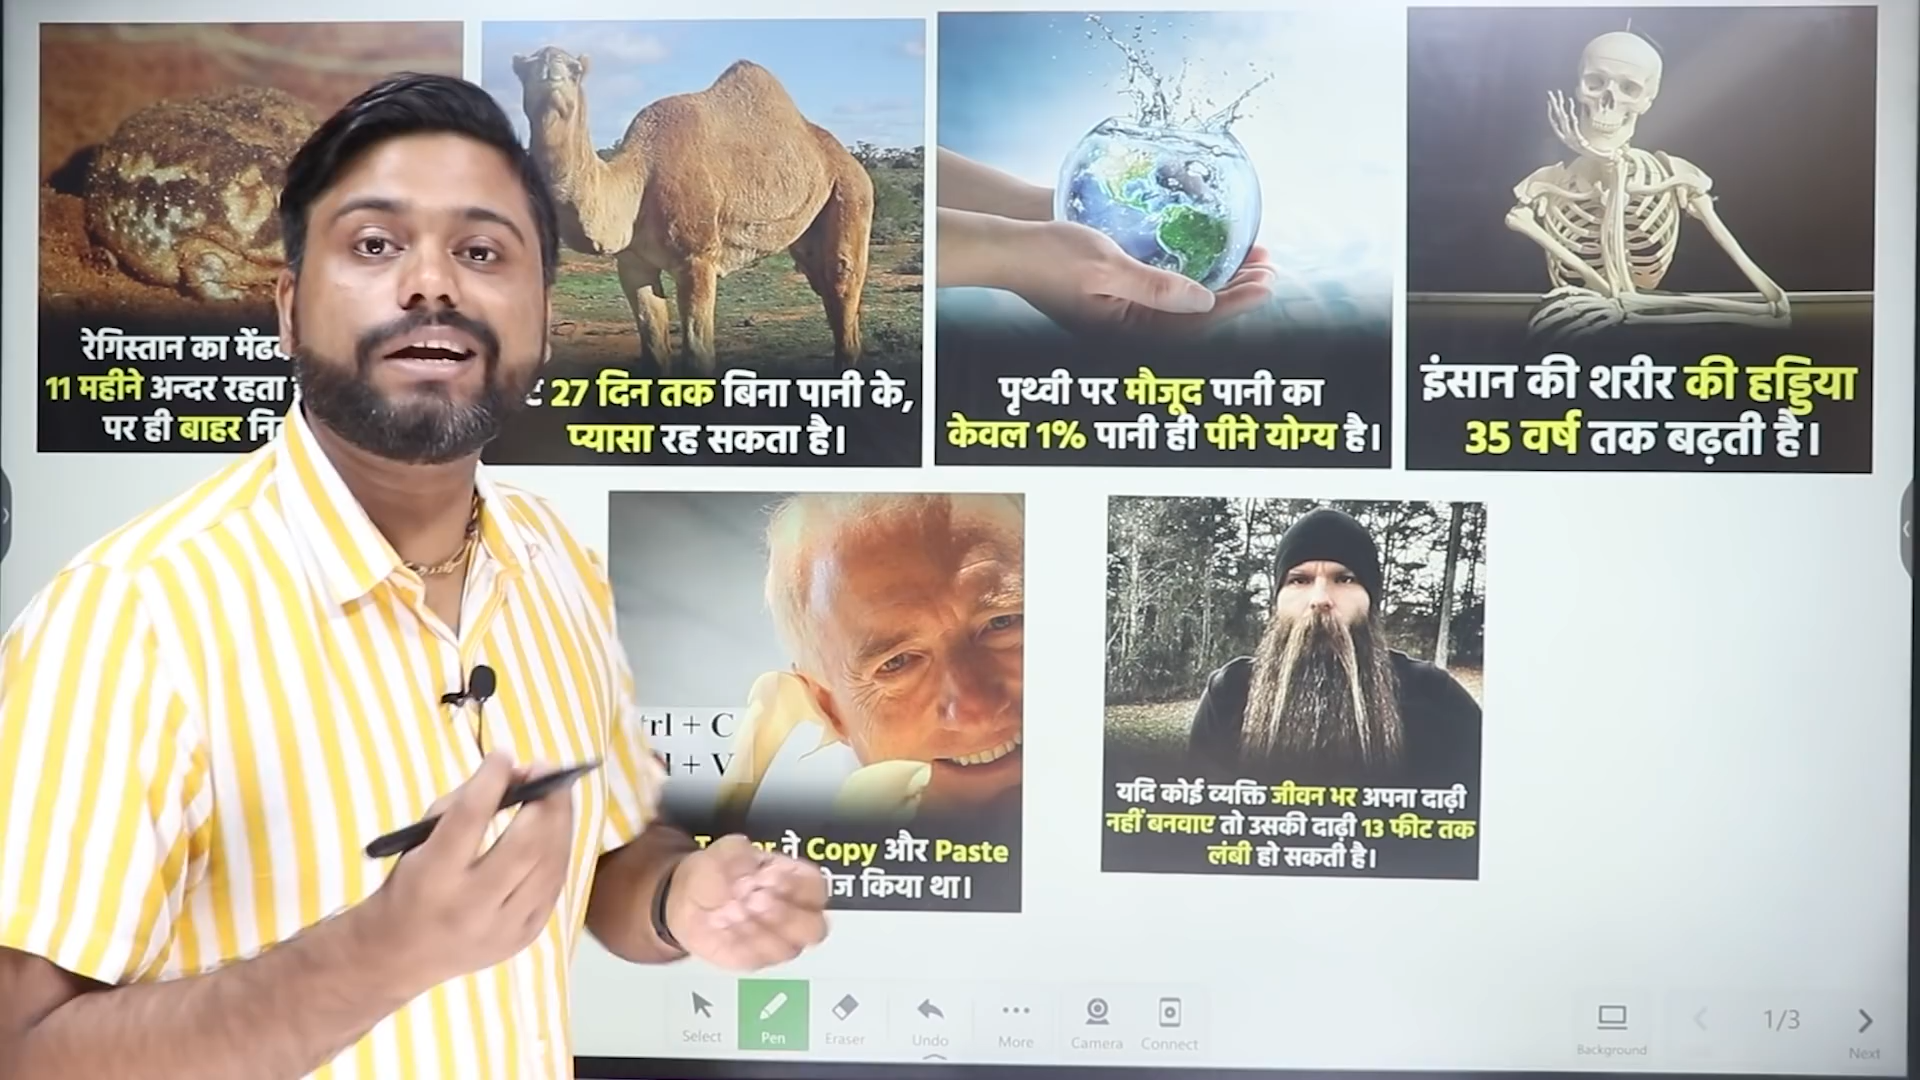 रेगिस्तान का
11 महीने अन्दर रहता
पर ही बाहर
27 दिन तक बिना पानी के,
प्यासा रह सकता है।
पृथ्वी पर मौजूद पानी का
केवल 1% पानी ही पीने योग्य है।
इंसान की शरीर की हड्डिया
35 वर्ष तक बढ़ती है।
rl + C
+ V
ने Copy और Paste
किया था।
यदि कोई व्यक्ति जीवन भर अपना दाढ़ी
नहीं बनवाए तो उसकी दाढ़ी 13 फीट तक
लंबी हो सकती है।
Select
Pen
Eraser
Undo
More
Camera
Connect
Background
1/3
Next